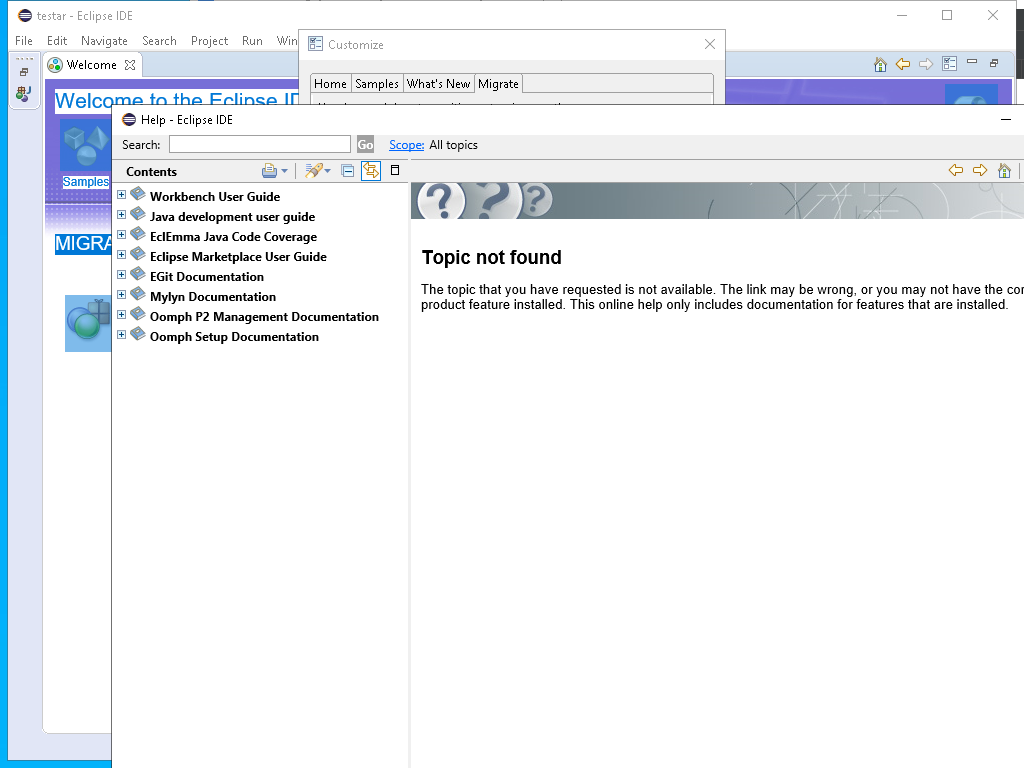 testar - Eclipse IDE
File Edit Navigate Search Project Run Win
Customize
Welcome
Home Samples What's New Migrate
Welcome to the Eclipse ID
Samples
MIGRA
Help - Eclipse IDE
Search: Go Scope: All topics
Contents
Workbench User Guide
Java development user guide
EclEmma Java Code Coverage
Eclipse Marketplace User Guide
EGit Documentation
Mylyn Documentation
Oomph P2 Management Documentation
Oomph Setup Documentation
Topic not found
The topic that you have requested is not available. The link may be wrong, or you may not have the cor
product feature installed. This online help only includes documentation for features that are installed.